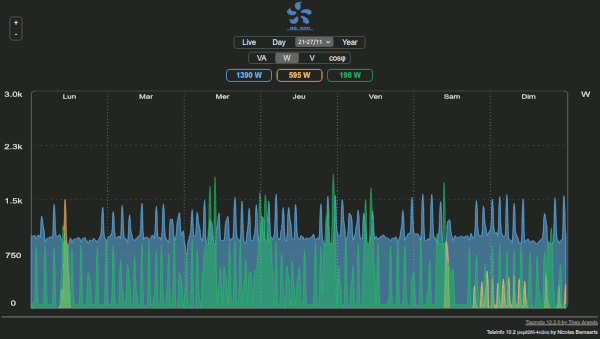 +
-
Live Day 21-27/11 Year
VA W V cosφ
1390 W 595 W 198 W
3.0k Lun Mar Mer Jeu Ven Sam Dim W
2.3k
1.5k
750
0
Tasmota 12.2.0 by Theo Arends
Teleinfo 10.2 (esp8266-4m2m) by Nicolas Bernaerts